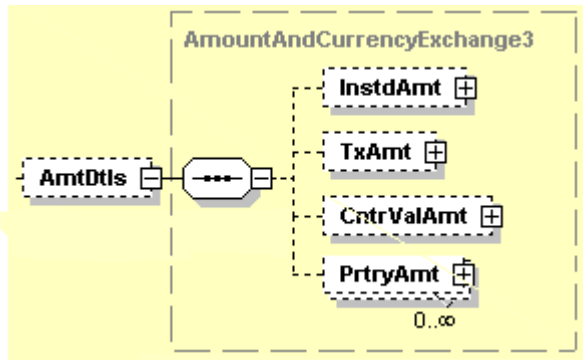 AmountAndCurrencyExchange3
InstdAmt
TxAmt
AmtDtls
CntrValAmt
PrtryAmt
0..∞